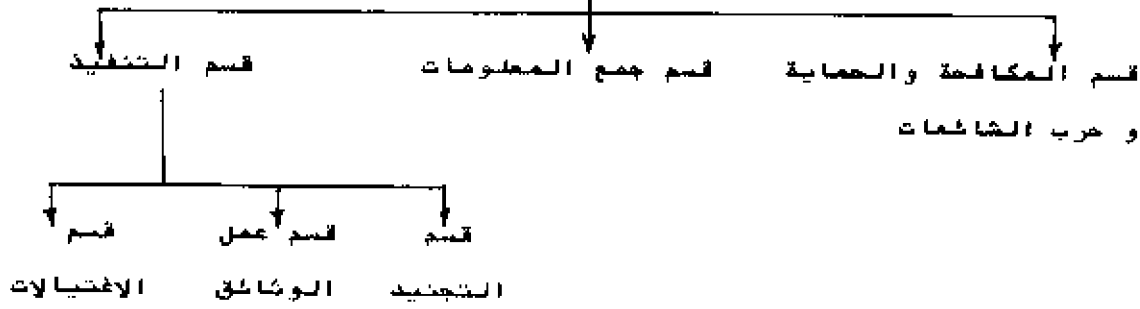 قسم المكافحة والحماية
و حرب الشائعات
قسم جمع المعلومات
قسم التنفيذ
قسم
التجنيد
قسم عمل
الوثائق
قسم
الاغتيالات